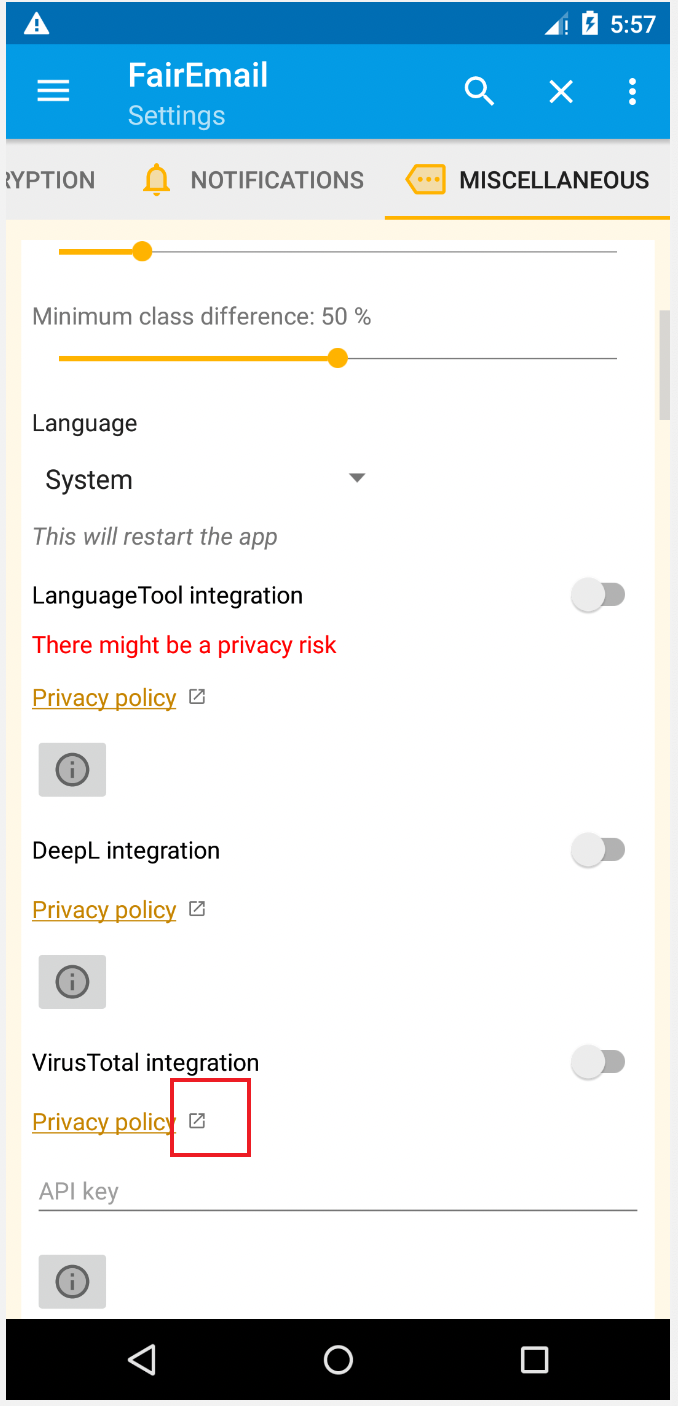 5:57
FairEmail
Settings
RYPTION NOTIFICATIONS MISCELLANEOUS
Minimum class difference: 50 %
Language
System
This will restart the app
LanguageTool integration
There might be a privacy risk
Privacy policy
DeepL integration
Privacy policy
VirusTotal integration
Privacy policy
API key